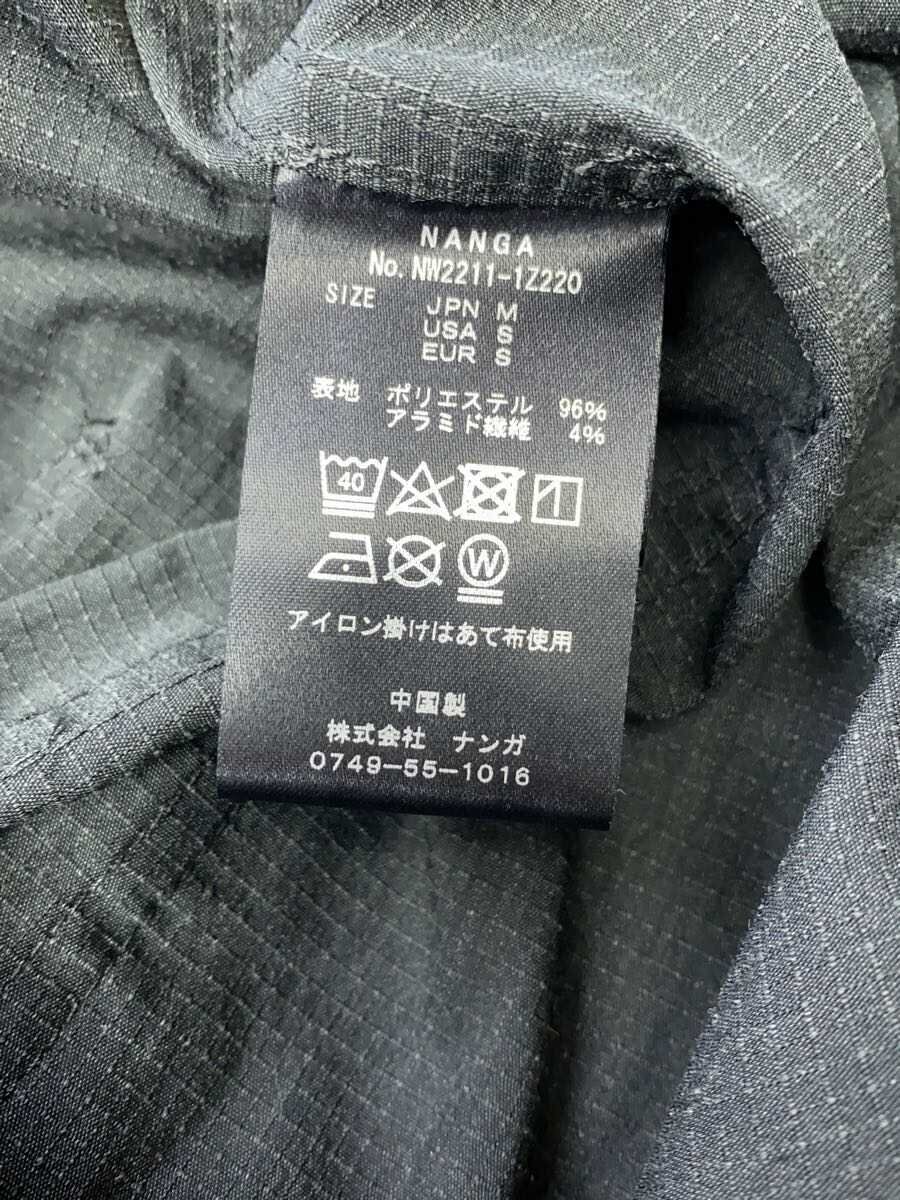 NANGA
No. NW2211-1Z220
SIZE JPN M
USA S
EUR S
表地 ポリエステル 96%
アラミド繊維 4%
40
W
アイロン掛けはあて布使用
中国製
株式会社 ナンガ
0749-55-1016